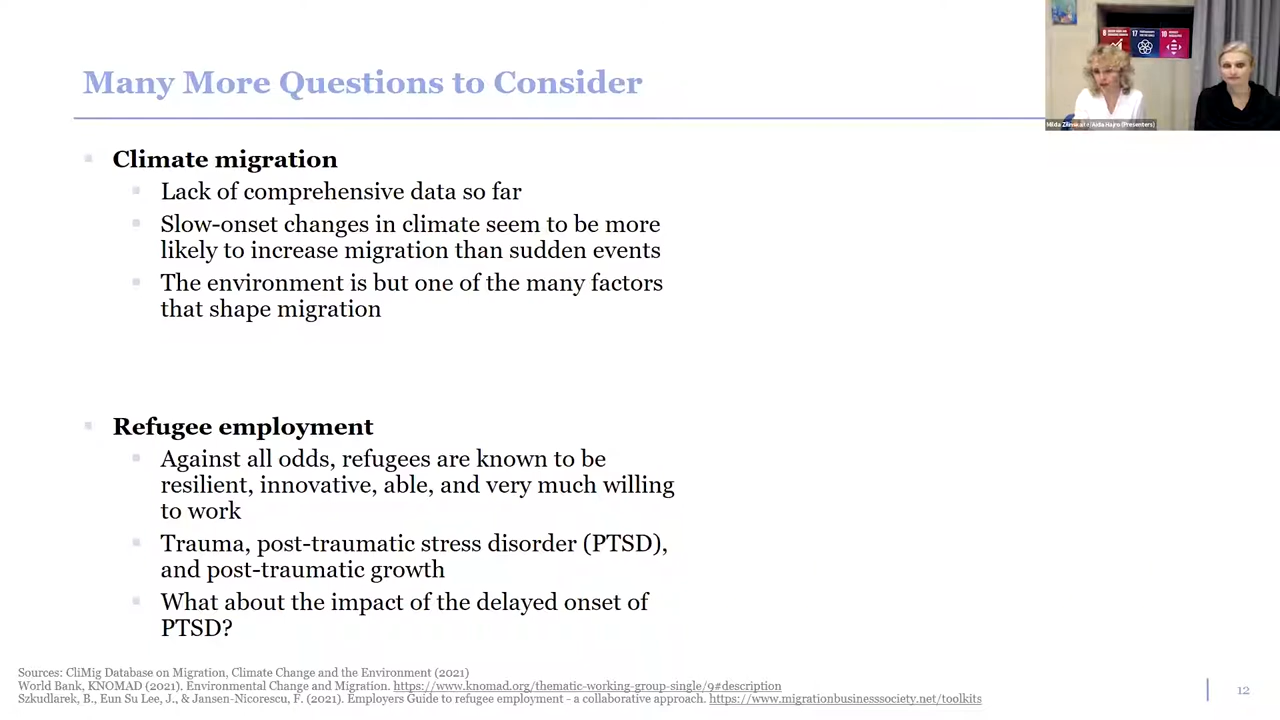 Many More Questions to Consider
Climate migration
Lack of comprehensive data so far
Slow-onset changes in climate seem to be more
likely to increase migration than sudden events
The environment is but one of the many factors
that shape migration
Refugee employment
Against all odds, refugees are known to be
resilient, innovative, able, and very much willing
to work
Trauma, post-traumatic stress disorder (PTSD),
and post-traumatic growth
What about the impact of the delayed onset of
PTSD?
Sources: CliMig Database on Migration, Climate Change and the Environment (2021)
World Bank, KNOMAD (2021). Environmental Change and Migration. https://www.knomad.org/thematic-working-group-single/9#description
Szkudlarek, B., Eun Su Lee, J., & Jansen-Nicorescu, F. (2021). Employers Guide to refugee employment - a collaborative approach. https://www.migrationbusinesssociety.net/toolkits
12
8
17
10
(Presenters)